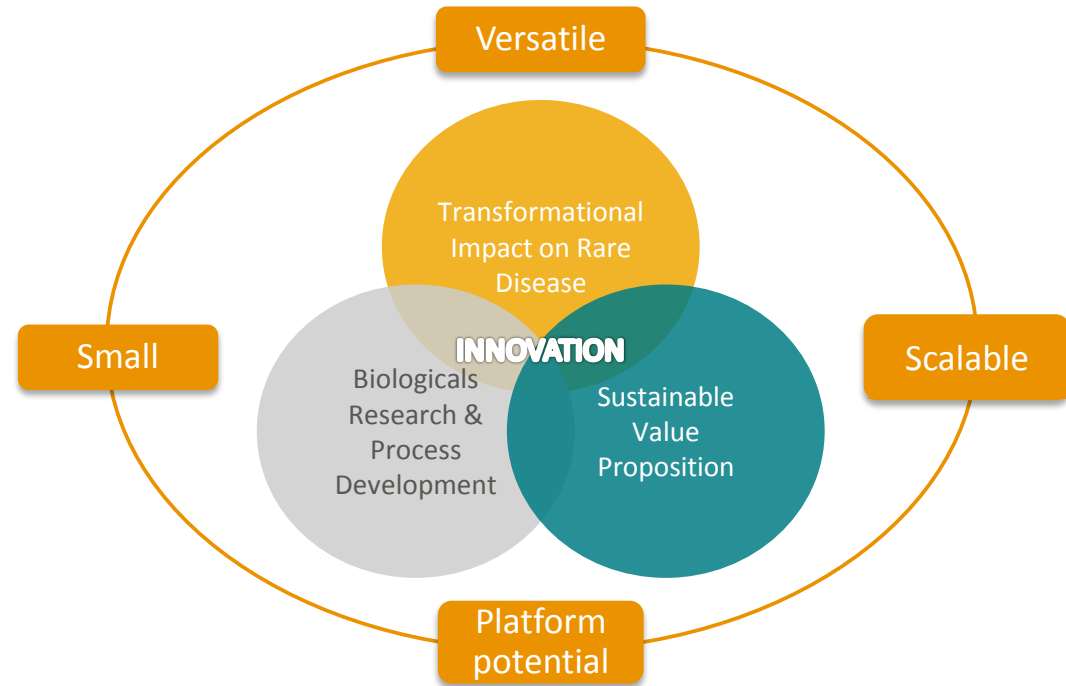 Versatile
Transformational
Impact on Rare
Disease
Small
INNOVATION
Scalable
Biologicals
Research &
Process
Development
Sustainable
Value
Proposition
Platform
potential